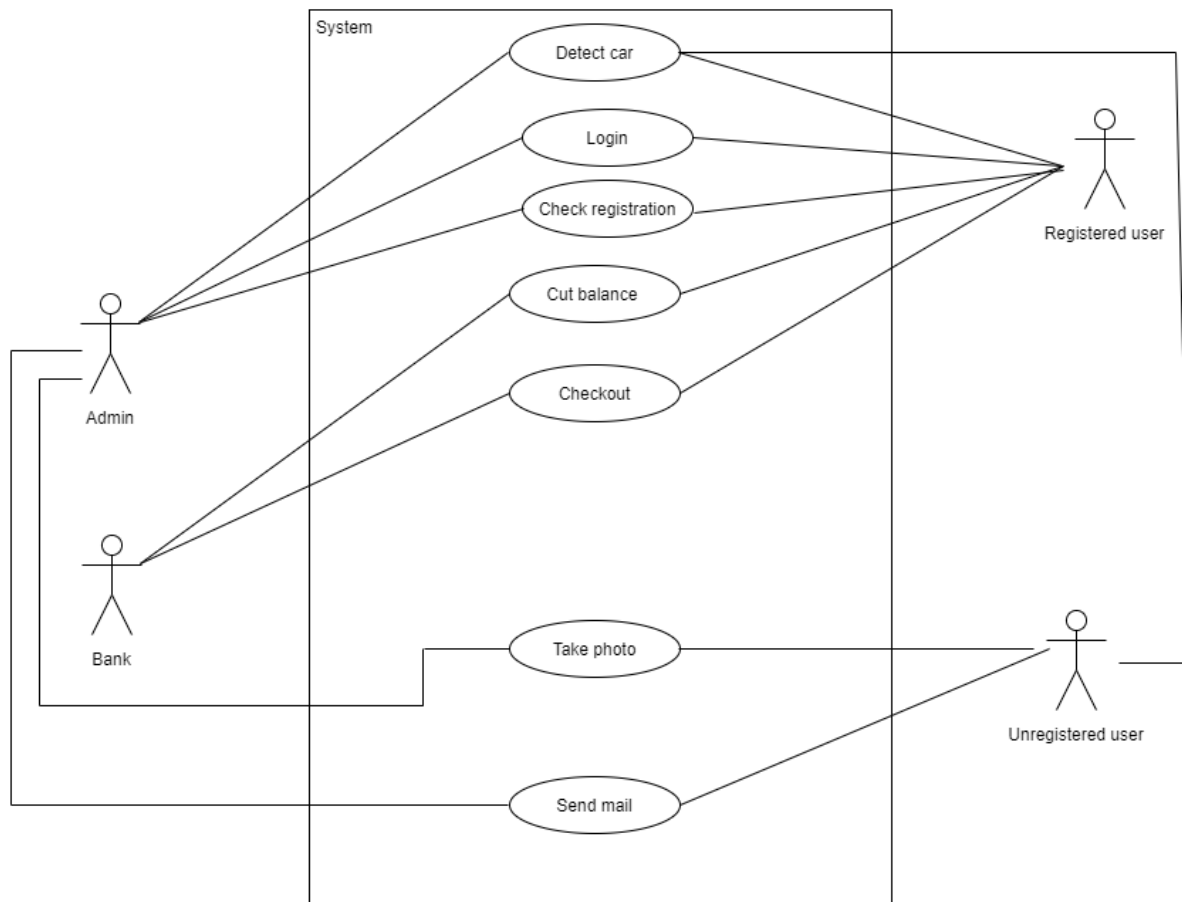 System
Detect car
Login
Check registration
Registered user
Cut balance
Checkout
Admin
Bank
Take photo
Unregistered user
Send mail